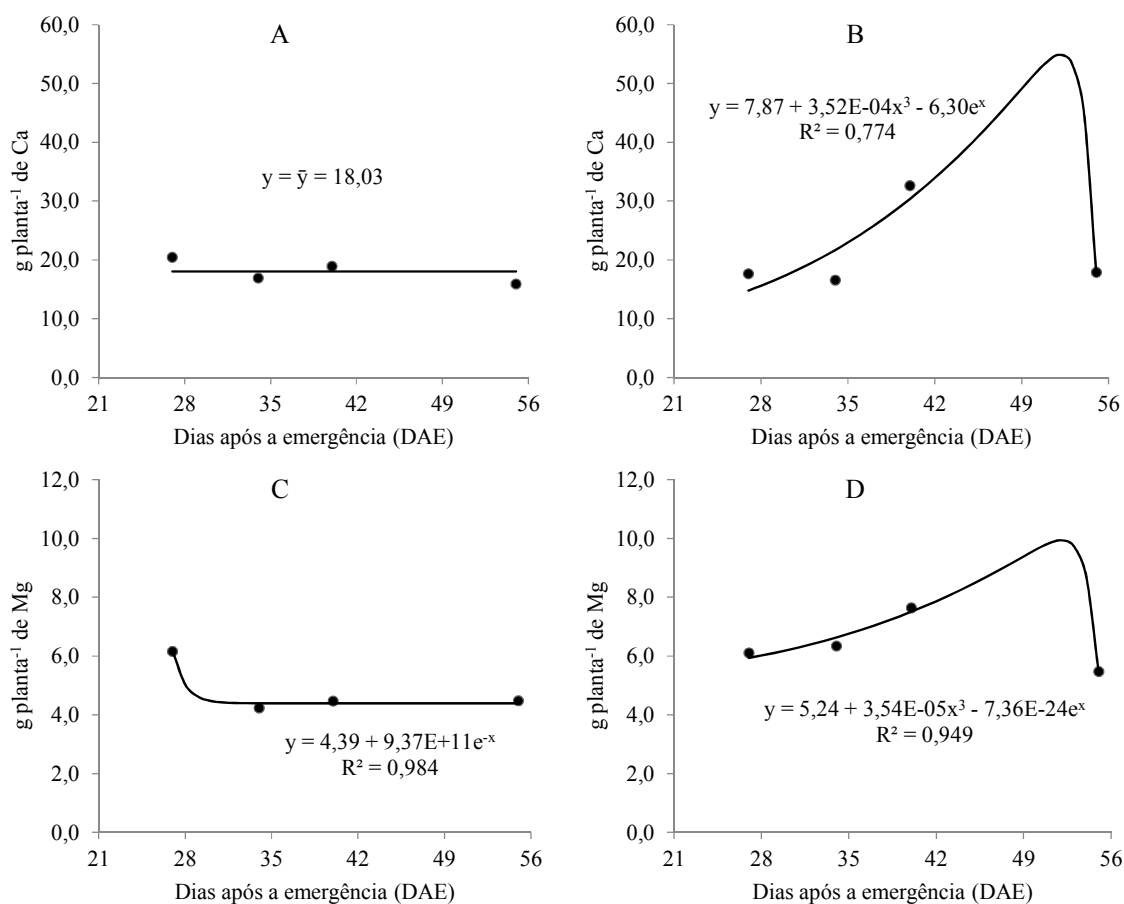 A
g planta⁻¹ de Ca
60,0
50,0
40,0
30,0
20,0
10,0
0,0
y = ȳ = 18,03
21 28 35 42 49 56
Dias após a emergência (DAE)
B
g planta⁻¹ de Ca
60,0
50,0
40,0
30,0
20,0
10,0
0,0
y = 7,87 + 3,52E-04x³ - 6,30eˣ
R² = 0,774
21 28 35 42 49 56
Dias após a emergência (DAE)
C
g planta⁻¹ de Mg
12,0
10,0
8,0
6,0
4,0
2,0
0,0
y = 4,39 + 9,37E+11e⁻ˣ
R² = 0,984
21 28 35 42 49 56
Dias após a emergência (DAE)
D
g planta⁻¹ de Mg
12,0
10,0
8,0
6,0
4,0
2,0
0,0
y = 5,24 + 3,54E-05x³ - 7,36E-24eˣ
R² = 0,949
21 28 35 42 49 56
Dias após a emergência (DAE)